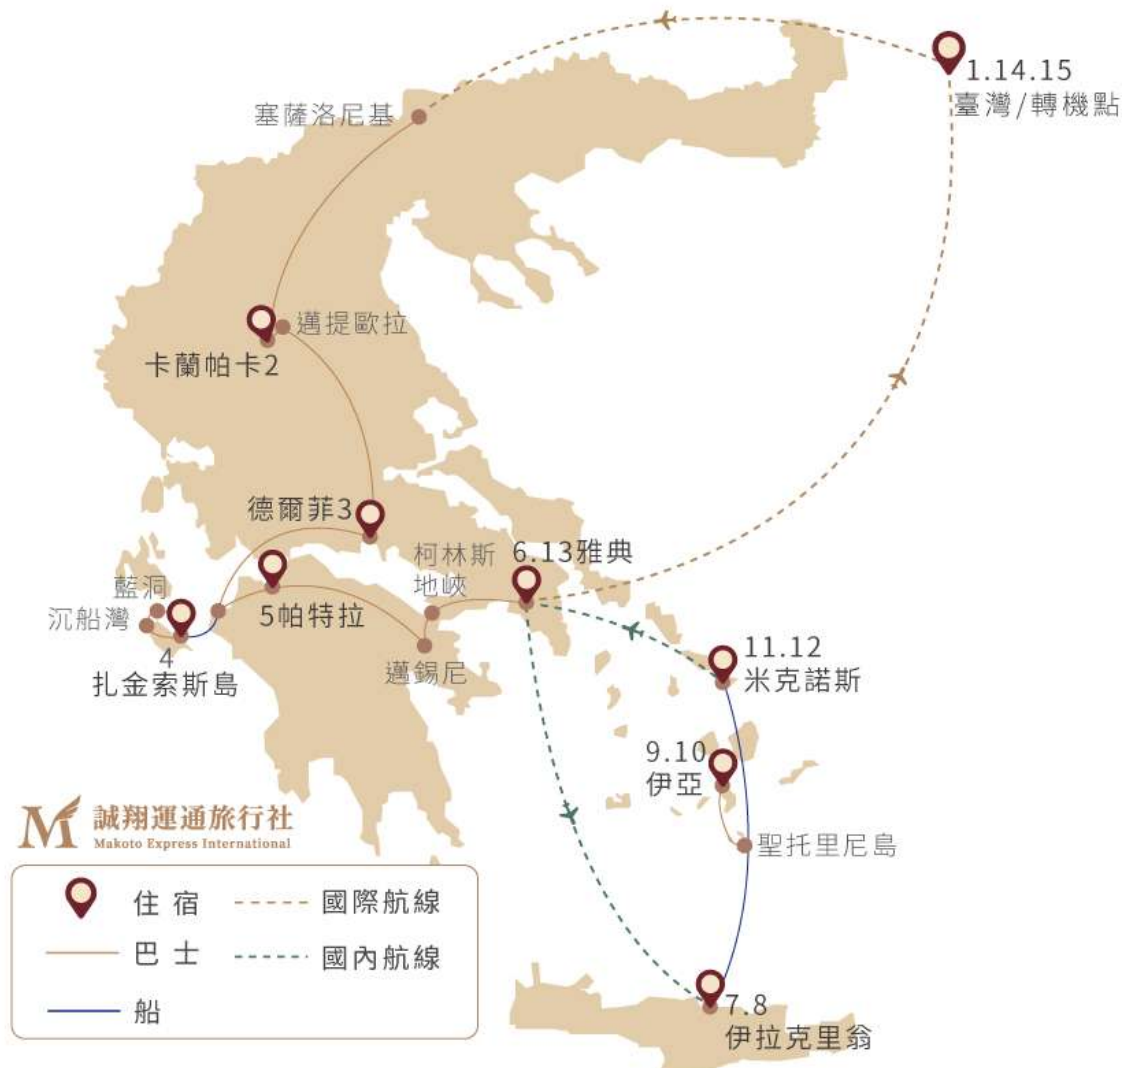 1.14.15
臺灣/轉機點
塞薩洛尼基
邁提歐拉
卡蘭帕卡2
德爾菲3
柯林斯
地峽
6.13雅典
藍洞
沉船灣
5帕特拉
4
扎金索斯島
邁錫尼
11.12
米克諾斯
9.10
伊亞
聖托里尼島
誠翔運通旅行社
Makoto Express International
住宿
國際航線
巴士
國內航線
船
7.8
伊拉克里翁